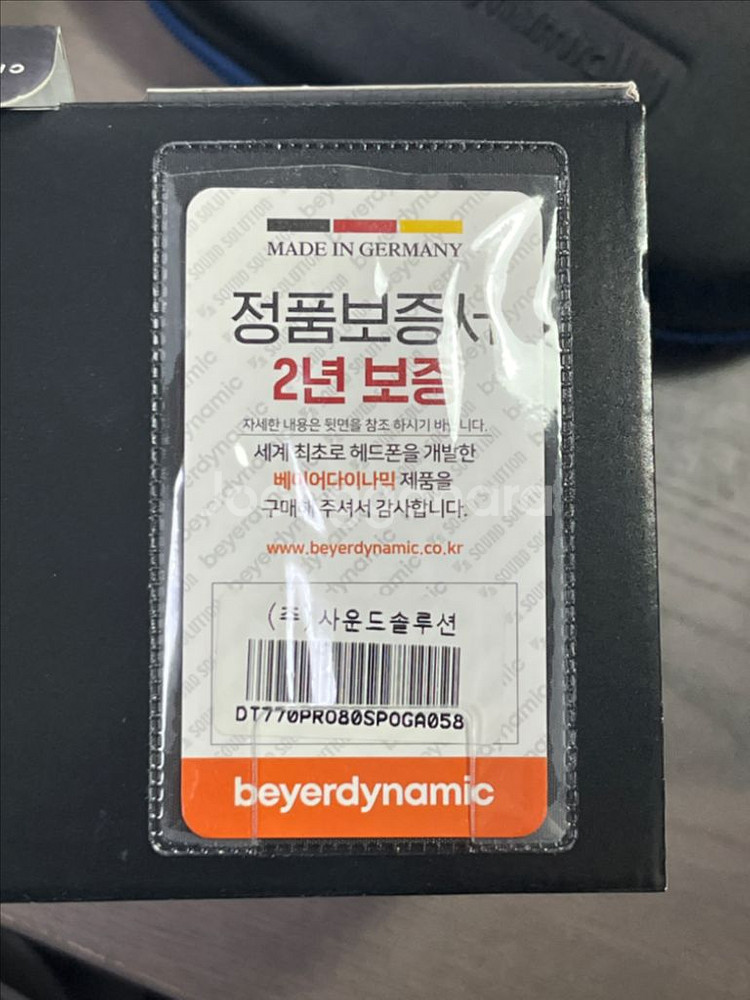 MADE IN GERMANY
정품보증서
2년 보증
자세한 내용은 뒷면을 참조 하시기 바랍니다.
세계 최초로 헤드폰을 개발한
베이어다이나믹 제품을
구매해 주셔서 감사합니다.
www.beyerdynamic.co.kr
(주)사운드솔루션
DT770PRO80SPOGA058
beyerdynamic